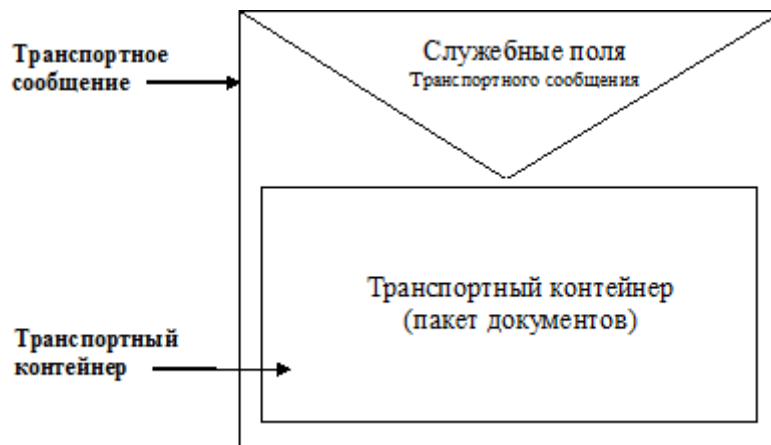 Транспортное
сообщение
Служебные поля
Транспортного сообщения
Транспортный контейнер
(пакет документов)
Транспортный
контейнер